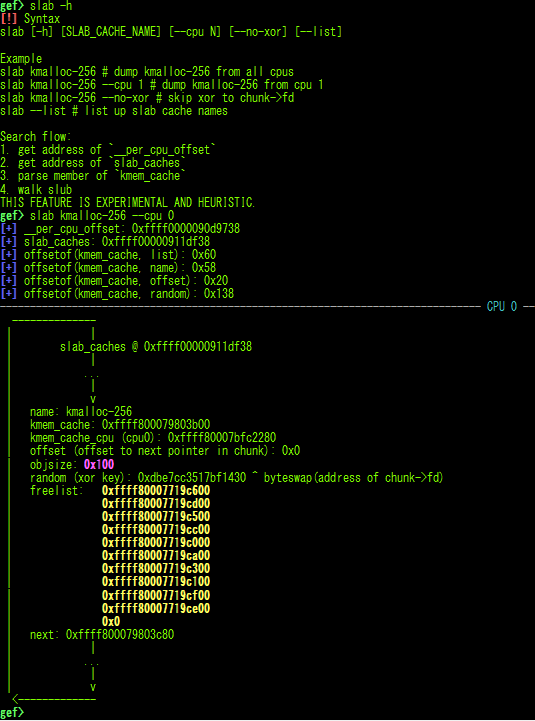 gef> slab -h
[!] Syntax
slab [-h] [SLAB_CACHE_NAME] [--cpu N] [--no-xor] [--list]
Example
slab kmalloc-256 # dump kmalloc-256 from all cpus
slab kmalloc-256 --cpu 1 # dump kmalloc-256 from cpu 1
slab kmalloc-256 --no-xor # skip xor to chunk->fd
slab --list # list up slab cache names
Search flow:
1. get address of `__per_cpu_offset`
2. get address of `slab_caches`
3. parse member of `kmem_cache`
4. walk slub
THIS FEATURE IS EXPERIMENTAL AND HEURISTIC.
gef> slab kmalloc-256 --cpu 0
[+] __per_cpu_offset: 0xffff0000090d9738
[+] slab_caches: 0xffff00000911df38
[+] offsetof(kmem_cache, list): 0x60
[+] offsetof(kmem_cache, name): 0x58
[+] offsetof(kmem_cache, offset): 0x20
[+] offsetof(kmem_cache, random): 0x138
CPU 0
slab_caches @ 0xffff00000911df38
...
v
name: kmalloc-256
kmem_cache: 0xffff800079803b00
kmem_cache_cpu (cpu0): 0xffff80007bfc2280
offset (offset to next pointer in chunk): 0x0
objsize: 0x100
random (xor key): 0xdbe7cc3517bf1430 ^ byteswap(address of chunk->fd)
freelist: 0xffff80007719c600
0xffff80007719cd00
0xffff80007719c500
0xffff80007719cc00
0xffff80007719c000
0xffff80007719ca00
0xffff80007719c300
0xffff80007719c100
0xffff80007719cf00
0xffff80007719ce00
0x0
next: 0xffff800079803c80
...
v
gef>